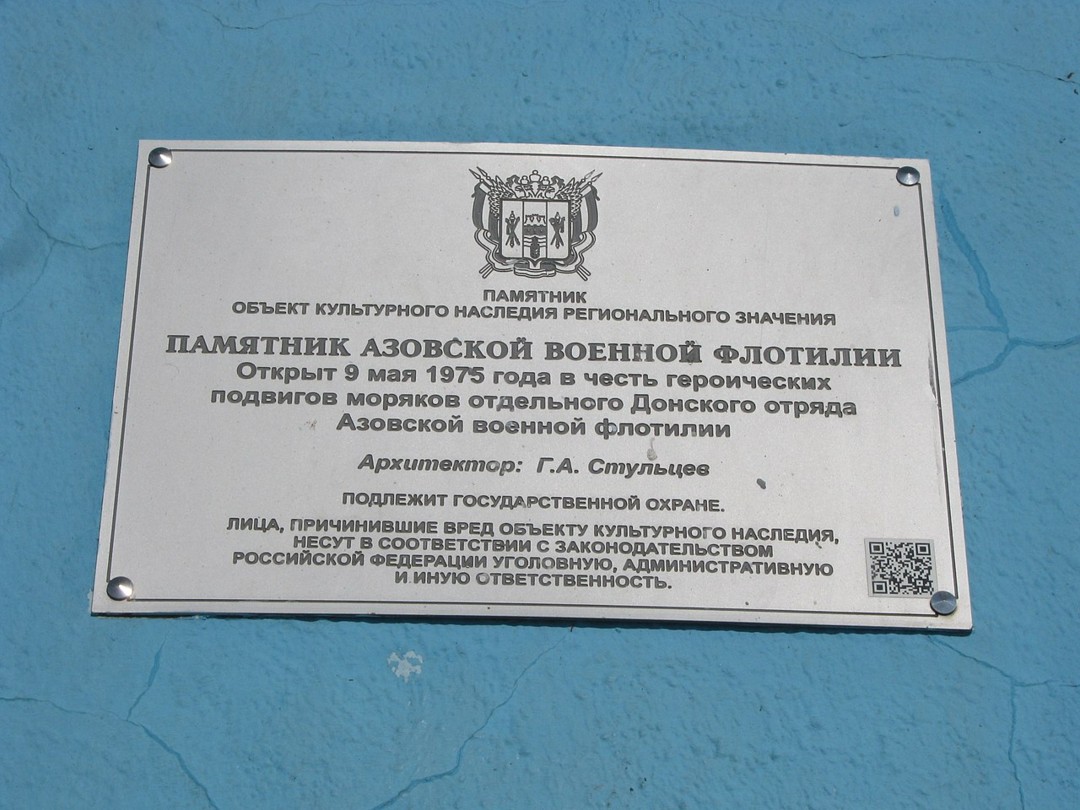 ПАМЯТНИК
ОБЪЕКТ КУЛЬТУРНОГО НАСЛЕДИЯ РЕГИОНАЛЬНОГО ЗНАЧЕНИЯ
ПАМЯТНИК АЗОВСКОЙ ВОЕННОЙ ФЛОТИЛИИ
Открыт 9 мая 1975 года в честь героических
подвигов моряков отдельного Донского отряда
Азовской военной флотилии
Архитектор: Г.А. Стульцев
ПОДЛЕЖИТ ГОСУДАРСТВЕННОЙ ОХРАНЕ.
ЛИЦА, ПРИЧИНИВШИЕ ВРЕД ОБЪЕКТУ КУЛЬТУРНОГО НАСЛЕДИЯ,
НЕСУТ В СООТВЕТСТВИИ С ЗАКОНОДАТЕЛЬСТВОМ
РОССИЙСКОЙ ФЕДЕРАЦИИ УГОЛОВНУЮ, АДМИНИСТРАТИВНУЮ
И ИНУЮ ОТВЕТСТВЕННОСТЬ.